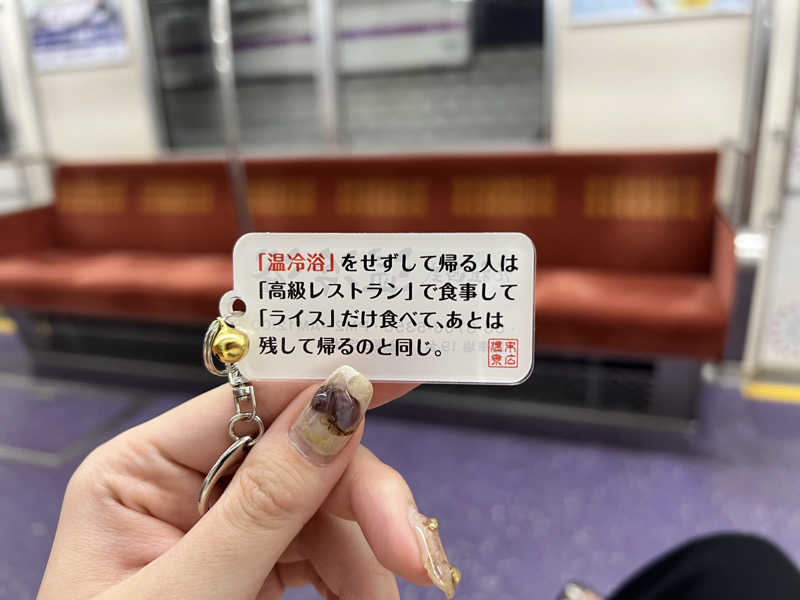 「温冷浴」をせずして帰る人は
「高級レストラン」で食事して
「ライス」だけ食べて、あとは
残して帰るのと同じ。